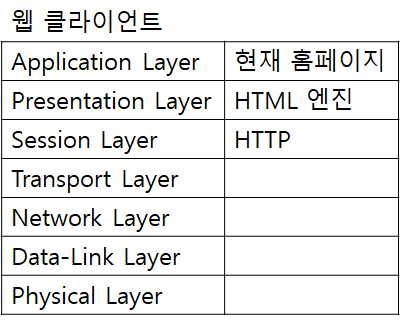 웹 클라이언트
Application Layer 현재 홈페이지
Presentation Layer HTML 엔진
Session Layer HTTP
Transport Layer
Network Layer
Data-Link Layer
Physical Layer